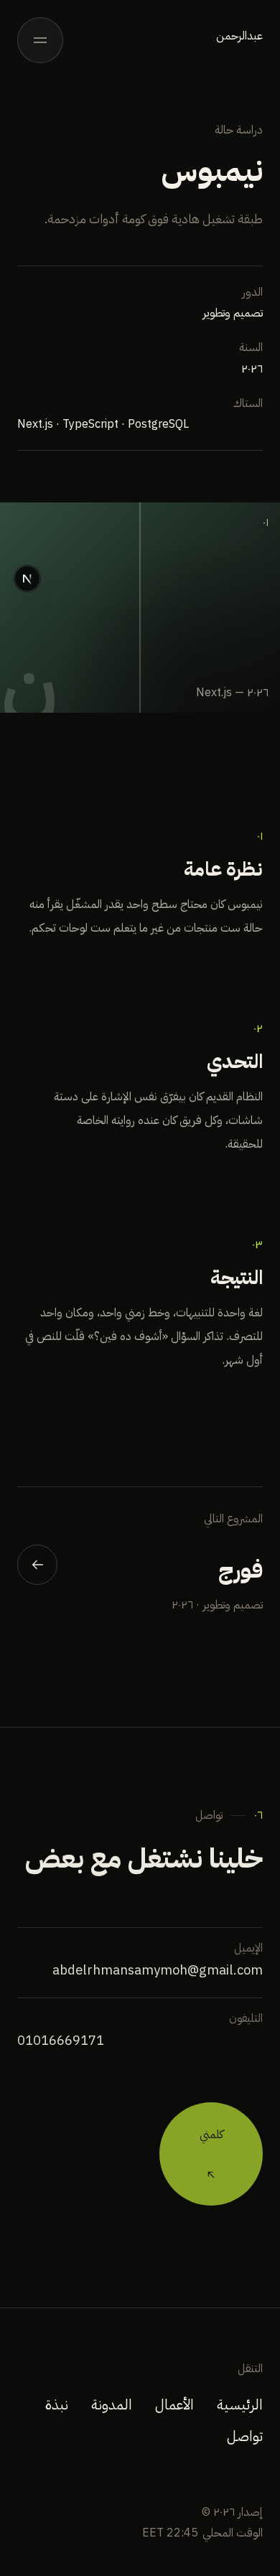 عبدالرحمن
دراسة حالة
نيمبوس
طبقة تشغيل هادية فوق كومة أدوات مزدحمة.
الدور
تصميم وتطوير
السنة
٢٠٢٦
الستاك
Next.js · TypeScript · PostgreSQL
٠١
N
ن
٢٠٢٦ — Next.js
٠١
نظرة عامة
نيمبوس كان محتاج سطح واحد يقدر المشغّل يقرأ منه
حالة ست منتجات من غير ما يتعلم ست لوحات تحكم.
٠٢
التحدي
النظام القديم كان بيفرّق نفس الإشارة على دستة
شاشات، وكل فريق كان عنده روايته الخاصة
للحقيقة.
٠٣
النتيجة
لغة واحدة للتنبيهات، وخط زمني واحد، ومكان واحد
للتصرف. تذاكر السؤال «أشوف ده فين؟» قلّت للنص في
أول شهر.
المشروع التالي
فورج
تصميم وتطوير · ٢٠٢٦
٠٦ — تواصل
خلينا نشتغل مع بعض
الإيميل
abdelrhmansamymoh@gmail.com
التليفون
01016669171
كلمني
التنقل
الرئيسية الأعمال المدونة نبذة
تواصل
إصدار ٢٠٢٦ ©
الوقت المحلي 22:45 EET